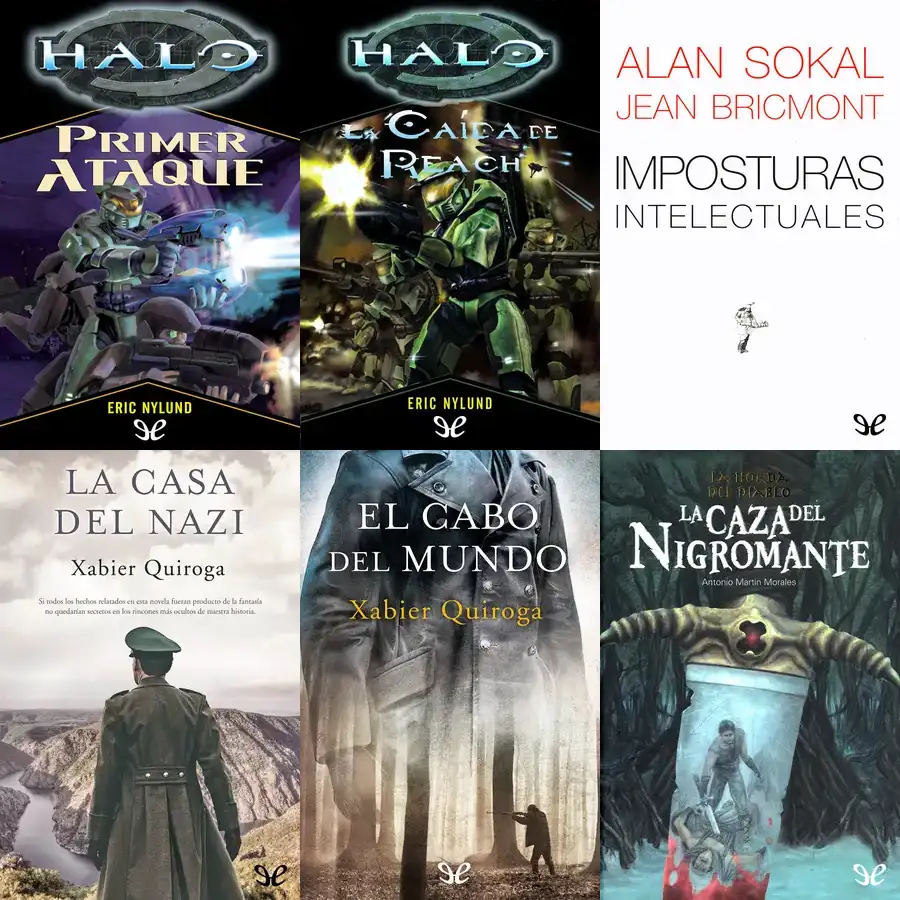 HALO
PRIMER
ATAQUE
ERIC NYLUND
HALO
LA CAÍDA DE
REACH
ERIC NYLUND
ALAN SOKAL
JEAN BRICMONT
IMPOSTURAS
INTELECTUALES
LA CASA
DEL NAZI
Xabier Quiroga
Si todos los hechos relatados en esta novela fueran producto de la fantasía
no quedarían secretos en los rincones más ocultos de nuestra historia.
EL CABO
DEL MUNDO
Xabier Quiroga
LA HORDA
DEL DIABLO
LA CAZA DEL
NIGROMANTE
Antonio Martín Morales